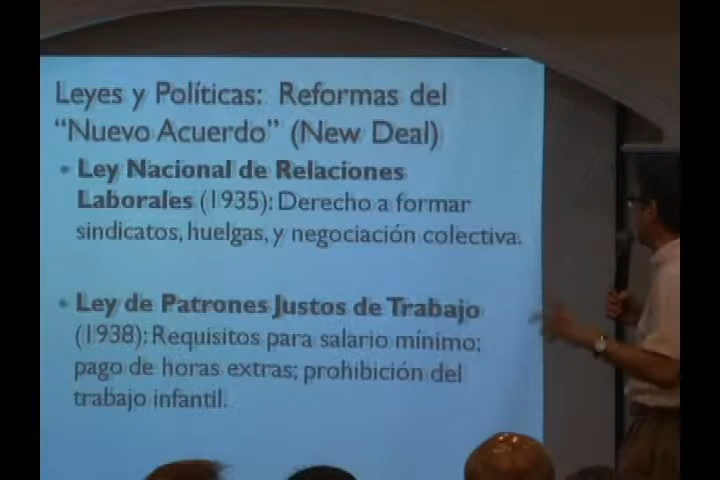 Leyes y Políticas: Reformas del
“Nuevo Acuerdo” (New Deal)
• Ley Nacional de Relaciones
Laborales (1935): Derecho a formar
sindicatos, huelgas, y negociación colectiva.
• Ley de Patrones Justos de Trabajo
(1938): Requisitos para salario mínimo;
pago de horas extras; prohibición del
trabajo infantil.